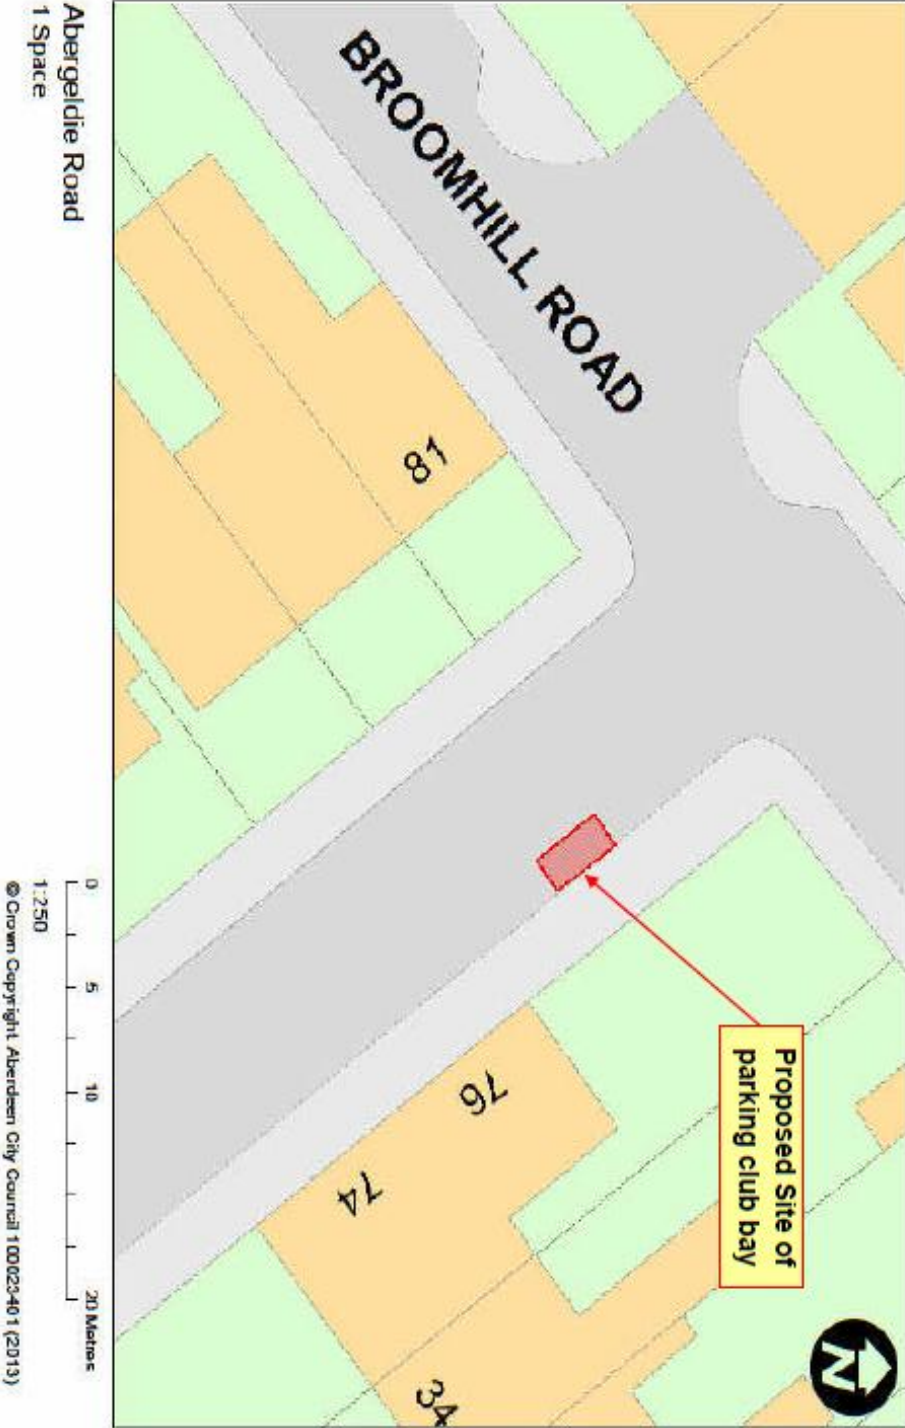 BROOMHILL ROAD
81
Proposed Site of
parking club bay
76
74
34
N
Abergeldie Road
1 Space
0 5 10 20 Metres
1:250
© Crown Copyright. Aberdeen City Council 100023401 (2013)